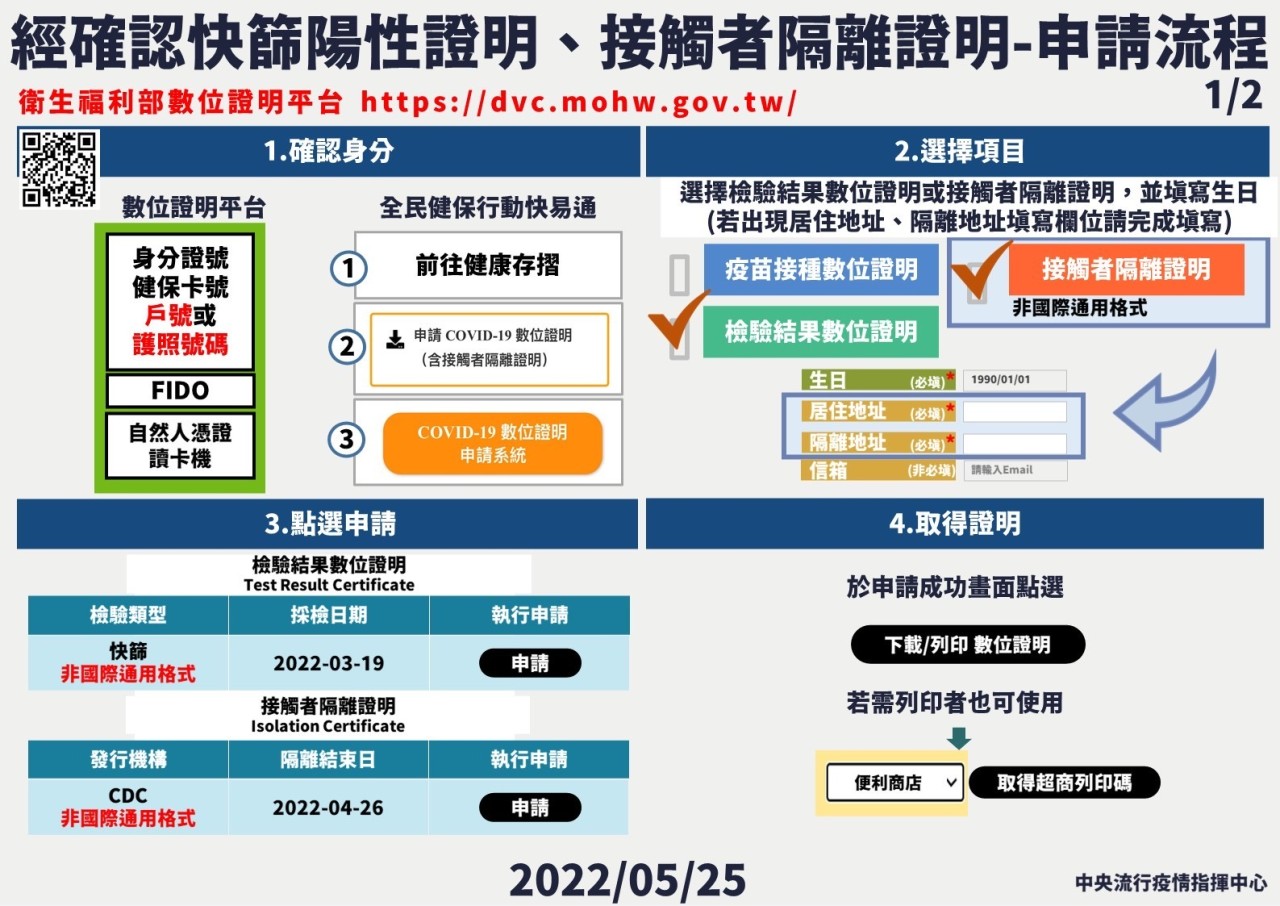 經確認快篩陽性證明、接觸者隔離證明-申請流程
衛生福利部數位證明平台 https://dvc.mohw.gov.tw/
1/2
1.確認身分
數位證明平台
身分證號
健保卡號
戶號或
護照號碼
FIDO
自然人憑證
讀卡機
全民健保行動快易通
1
前往健康存摺
2
申請 COVID-19 數位證明
（含接觸者隔離證明）
3
COVID-19 數位證明
申請系統
2.選擇項目
選擇檢驗結果數位證明或接觸者隔離證明，並填寫生日
(若出現居住地址、隔離地址填寫欄位請完成填寫)
疫苗接種數位證明
接觸者隔離證明
非國際通用格式
檢驗結果數位證明
生日 (必填)* 1990/01/01
居住地址 (必填)*
隔離地址 (必填)*
信箱 (非必填) 請輸入Email
3.點選申請
檢驗結果數位證明
Test Result Certificate
檢驗類型 採檢日期 執行申請
快篩
非國際通用格式
2022-03-19
申請
接觸者隔離證明
Isolation Certificate
發行機構 隔離結束日 執行申請
CDC
非國際通用格式
2022-04-26
申請
4.取得證明
於申請成功畫面點選
下載/列印 數位證明
若需列印者也可使用
便利商店
取得超商列印碼
2022/05/25
中央流行疫情指揮中心